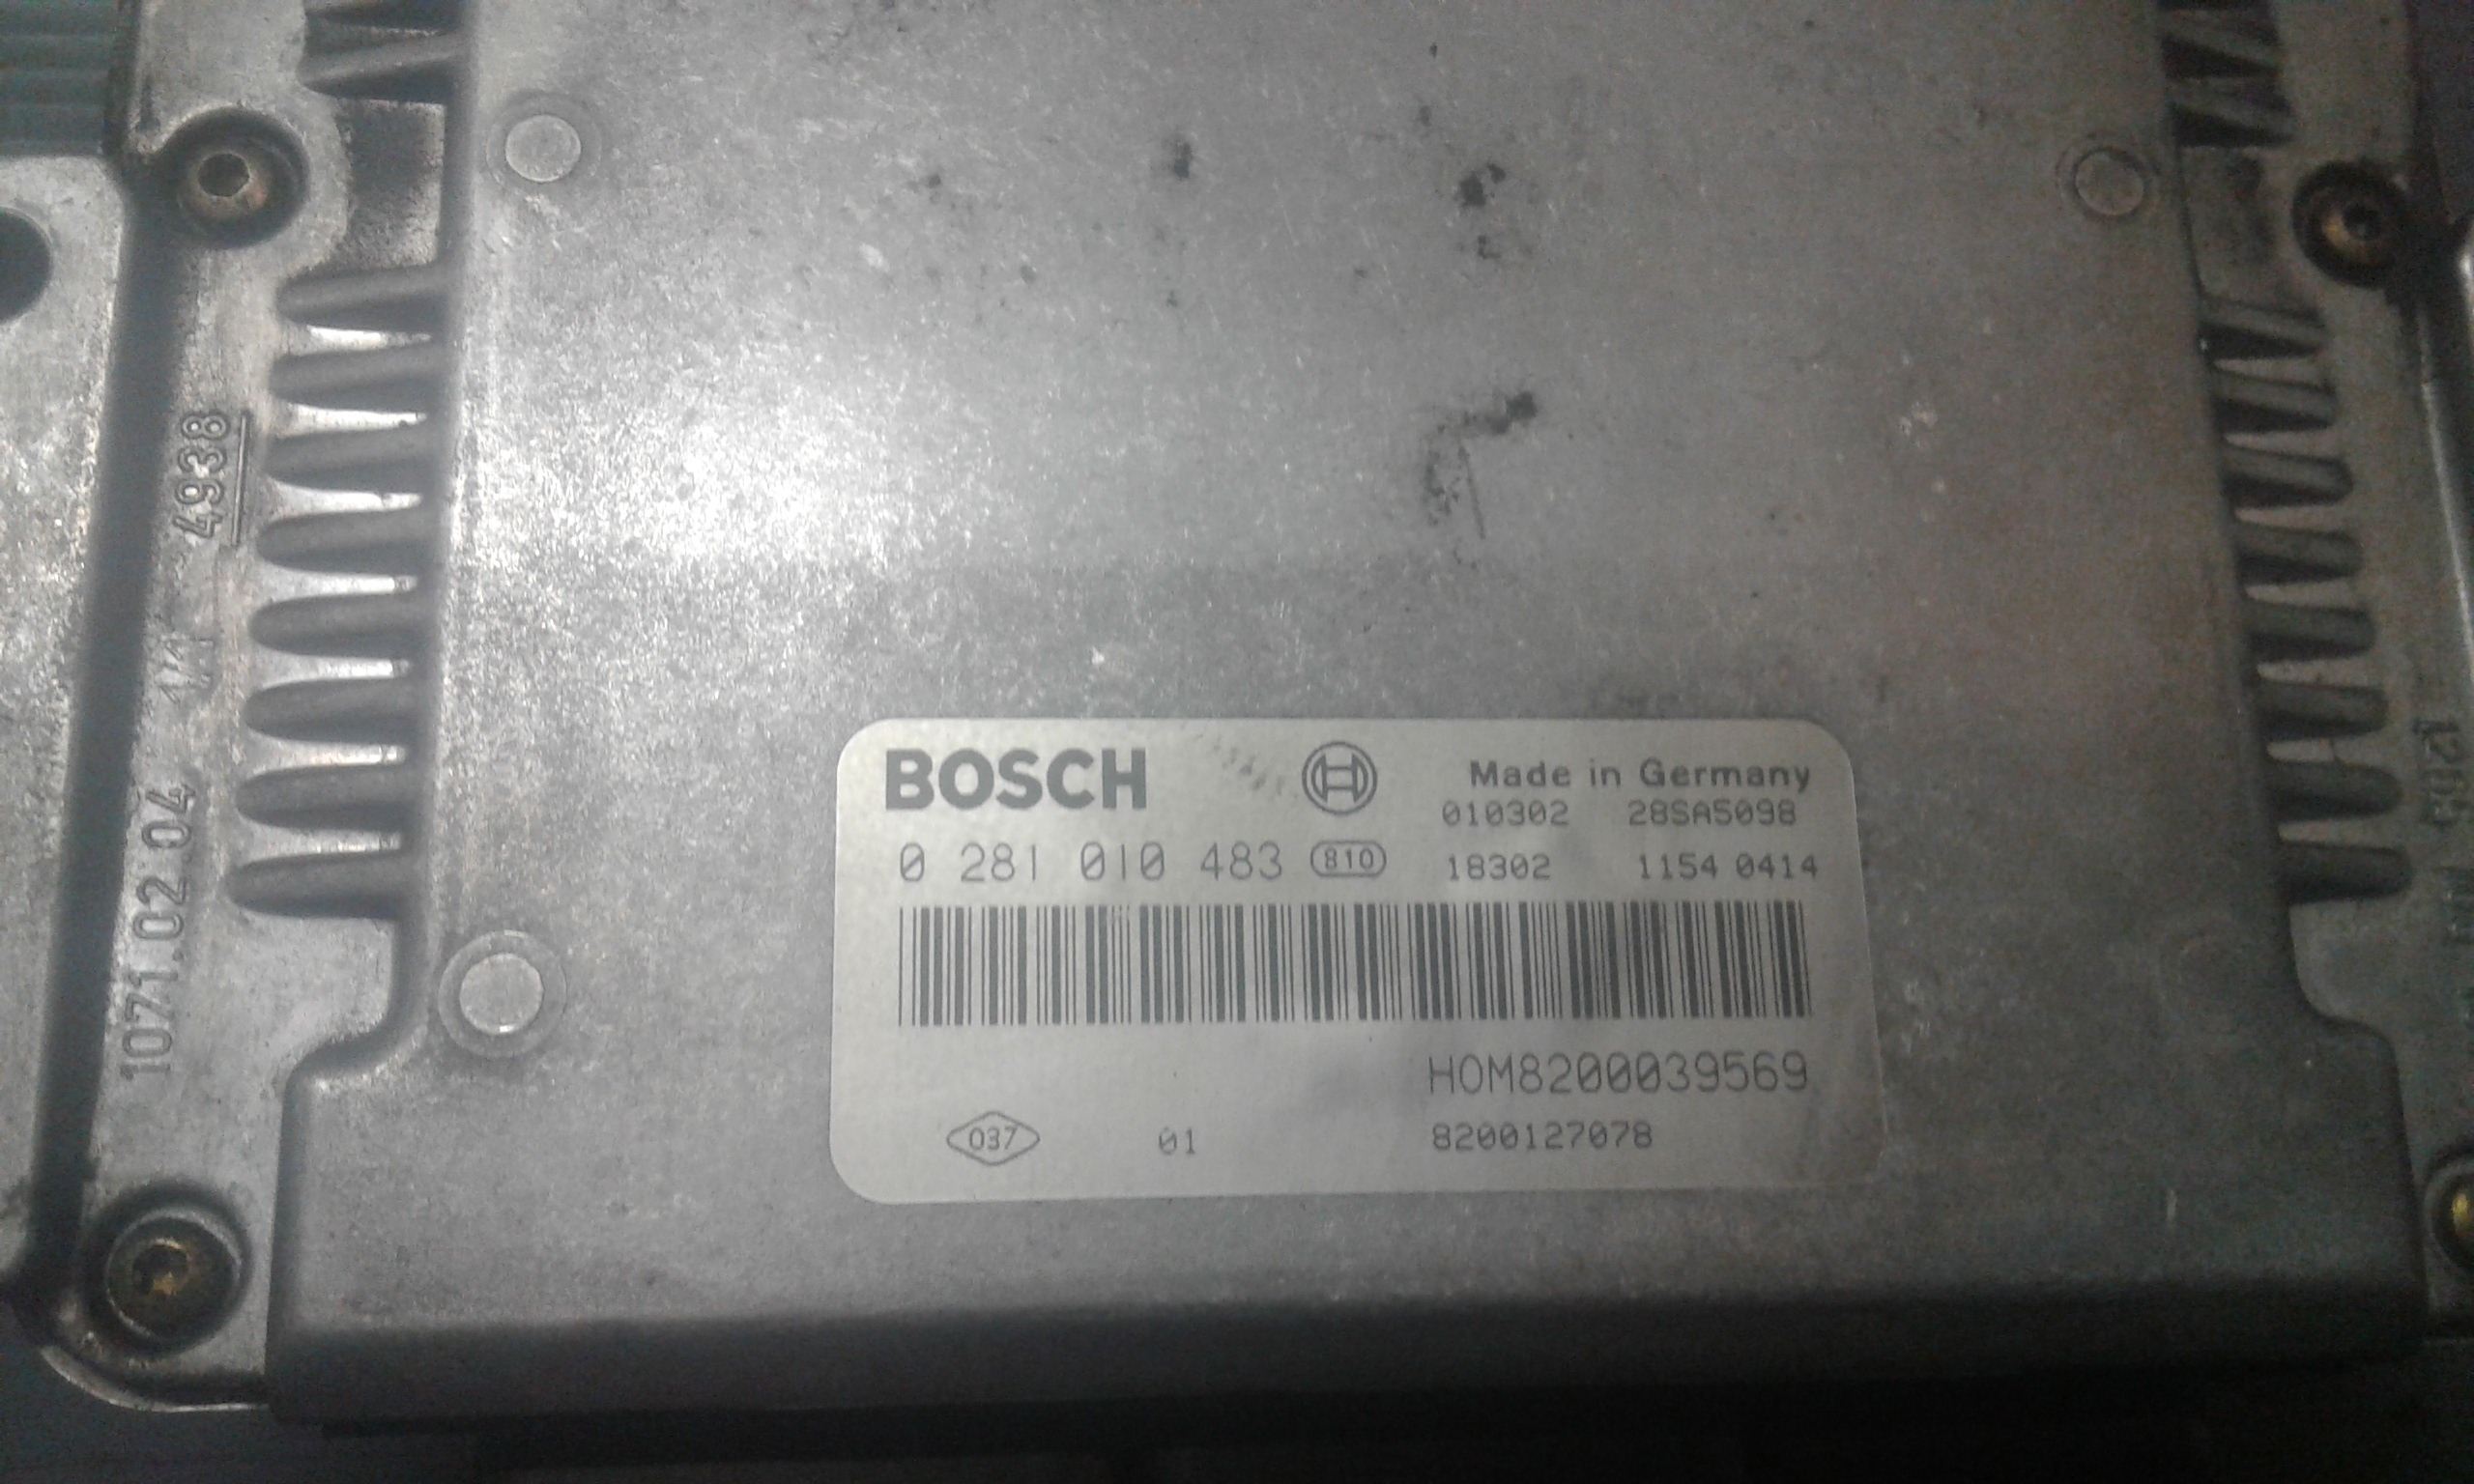 4938
1071.02.04
BOSCH
Made in Germany
010302 28SA5098
0 281 010 483 810
18302 1154 0414
HOM8200039569
037 01 8200127078